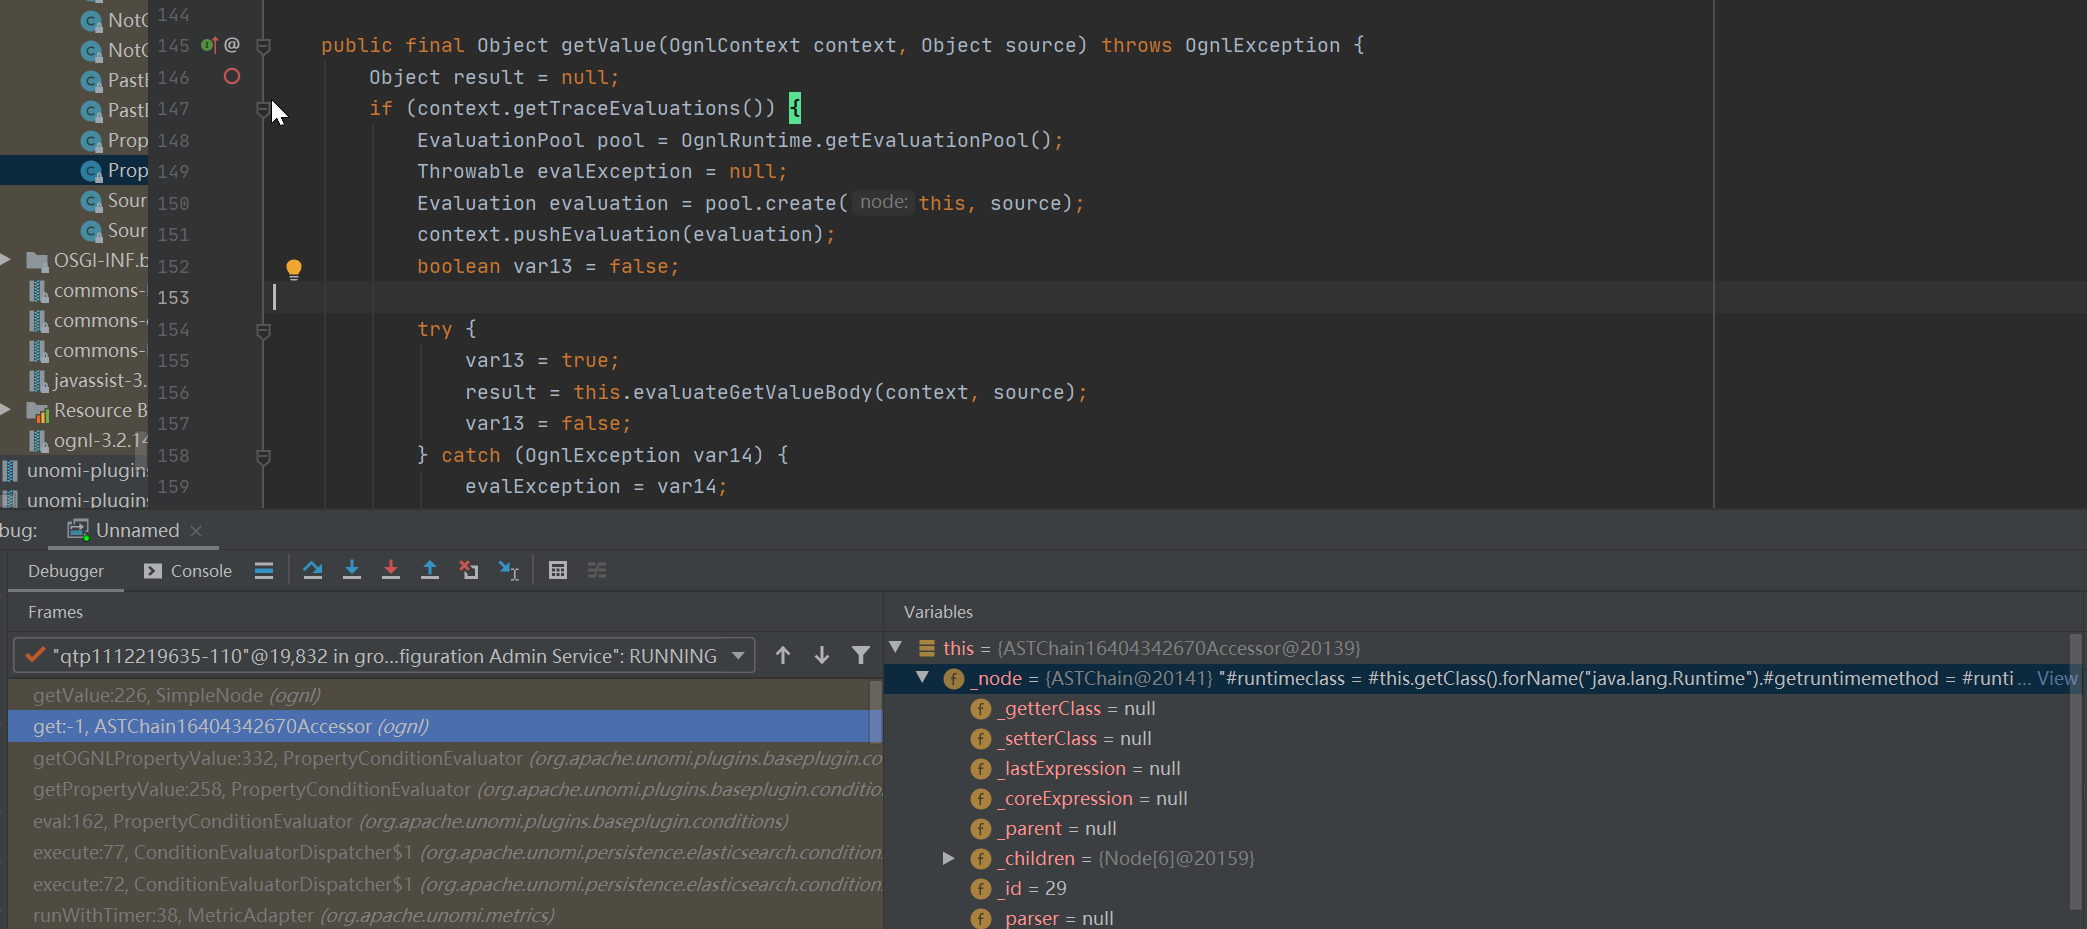 NotC
NotC
PastE
PastE
Prop
Prop
Sour
Sour
OSGI-INF.b
commons-
commons-
commons-
javassist-3.
Resource B
ognl-3.2.14
unomi-plugins
unomi-plugins
144
145 @ public final Object getValue(OgnlContext context, Object source) throws OgnlException {
146 Object result = null;
147 if (context.getTraceEvaluations()) {
148 EvaluationPool pool = OgnlRuntime.getEvaluationPool();
149 Throwable evalException = null;
150 Evaluation evaluation = pool.create( node: this, source);
151 context.pushEvaluation(evaluation);
152 boolean var13 = false;
153
154 try {
155 var13 = true;
156 result = this.evaluateGetValueBody(context, source);
157 var13 = false;
158 } catch (OgnlException var14) {
159 evalException = var14;
bug: Unnamed
Debugger Console
Frames
"qtp1112219635-110"@19,832 in gro...figuration Admin Service": RUNNING
getValue:226, SimpleNode (ognl)
get:-1, ASTChain16404342670Accessor (ognl)
getOGNLPropertyValue:332, PropertyConditionEvaluator (org.apache.unomi.plugins.baseplugin.co
getPropertyValue:258, PropertyConditionEvaluator (org.apache.unomi.plugins.baseplugin.condition
eval:162, PropertyConditionEvaluator (org.apache.unomi.plugins.baseplugin.conditions)
execute:77, ConditionEvaluatorDispatcher$1 (org.apache.unomi.persistence.elasticsearch.condition
execute:72, ConditionEvaluatorDispatcher$1 (org.apache.unomi.persistence.elasticsearch.condition
runWithTimer:38, MetricAdapter (org.apache.unomi.metrics)
Variables
this = {ASTChain16404342670Accessor@20139}
_node = {ASTChain@20141} "#runtimeclass = #this.getClass().forName("java.lang.Runtime").#getruntimemethod = #runti ... View
_getterClass = null
_setterClass = null
_lastExpression = null
_coreExpression = null
_parent = null
_children = {Node[6]@20159}
_id = 29
_parser = null